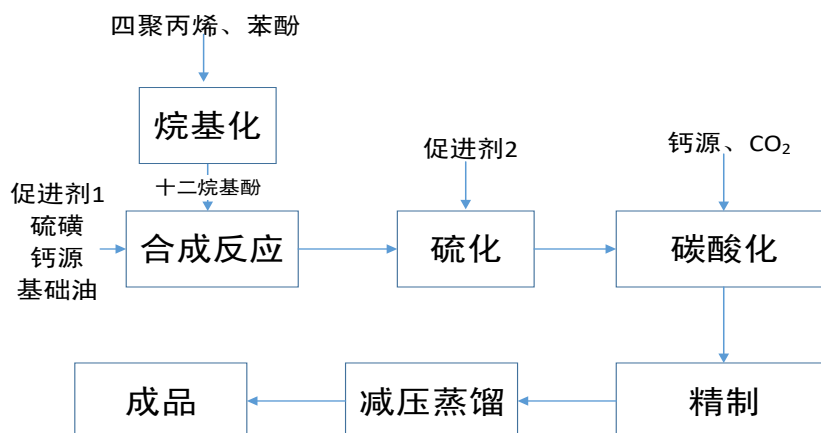 四聚丙烯、苯酚
烷基化
十二烷基酚
促进剂1
硫磺
钙源
基础油
合成反应
促进剂2
硫化
钙源、CO₂
碳酸化
成品
减压蒸馏
精制